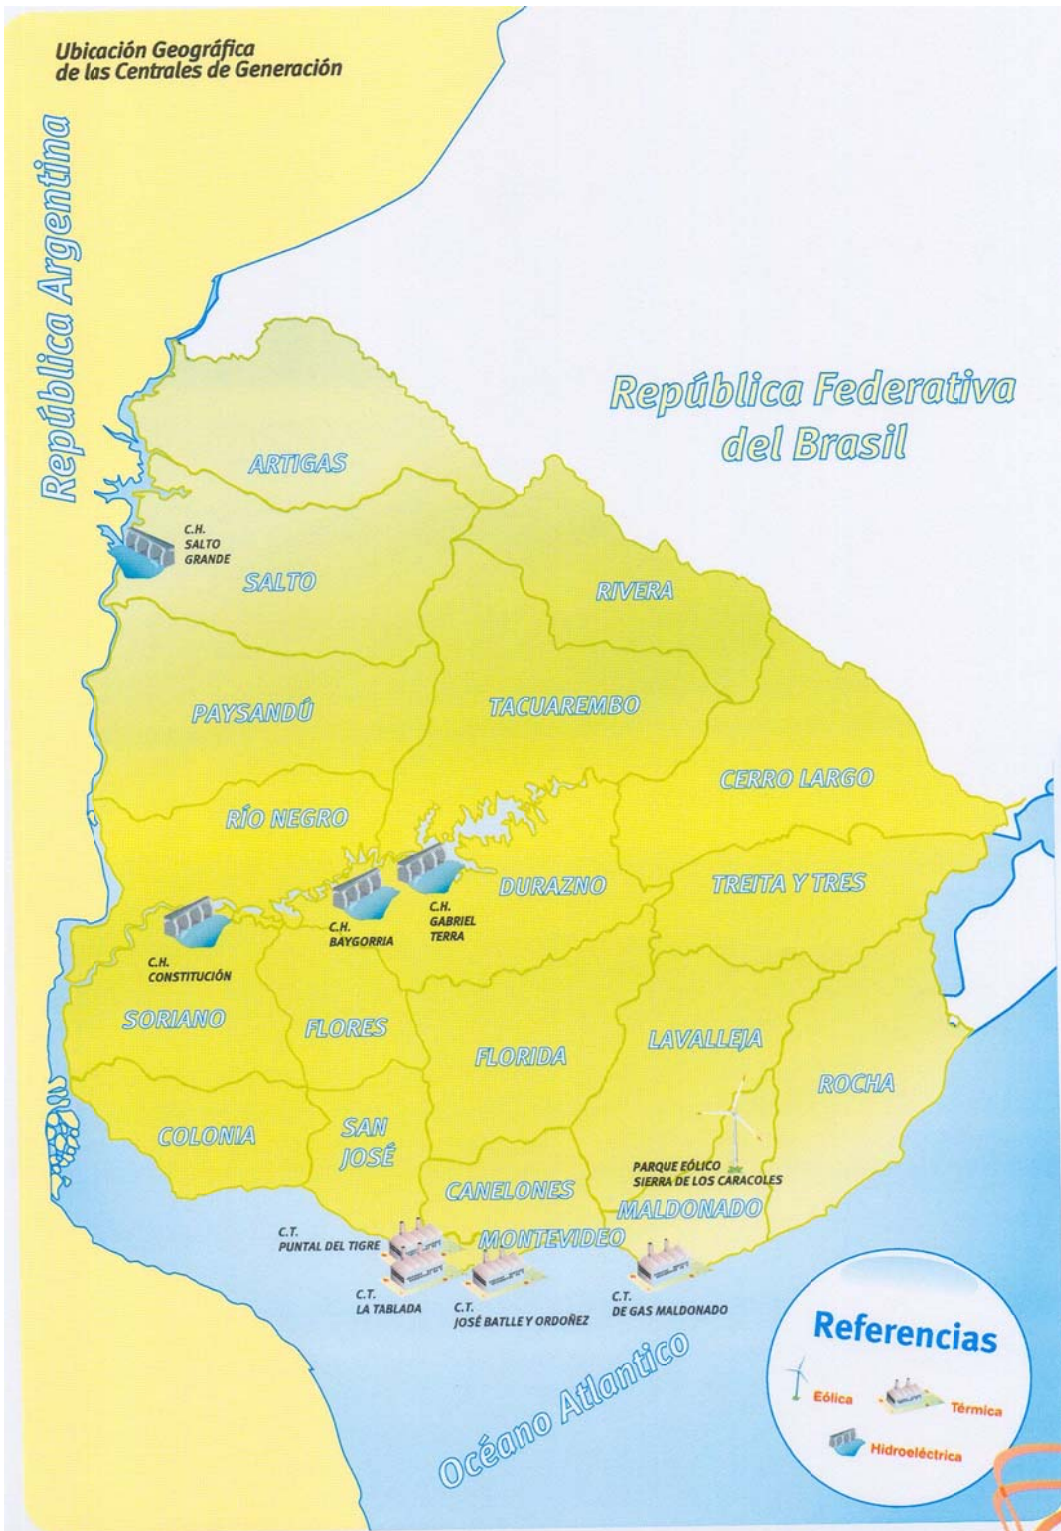 Ubicación Geográfica
de las Centrales de Generación
República Argentina
República Federativa
del Brasil
ARTIGAS
C.H.
SALTO
GRANDE
SALTO
RIVERA
PAYSANDÚ
TACUAREMBO
CERRO LARGO
RÍO NEGRO
DURAZNO
TREITA Y TRES
C.H.
GABRIEL
TERRA
C.H.
BAYGORRIA
C.H.
CONSTITUCIÓN
SORIANO
FLORES
FLORIDA
LAVALLEJA
ROCHA
COLONIA
SAN
JOSÉ
PARQUE EÓLICO
SIERRA DE LOS CARACOLES
CANELONES
MALDONADO
MONTEVIDEO
C.T.
PUNTAL DEL TIGRE
C.T.
LA TABLADA
C.T.
JOSÉ BATLLE Y ORDOÑEZ
C.T.
DE GAS MALDONADO
Océano Atlantico
Referencias
Eólica
Térmica
Hidroeléctrica